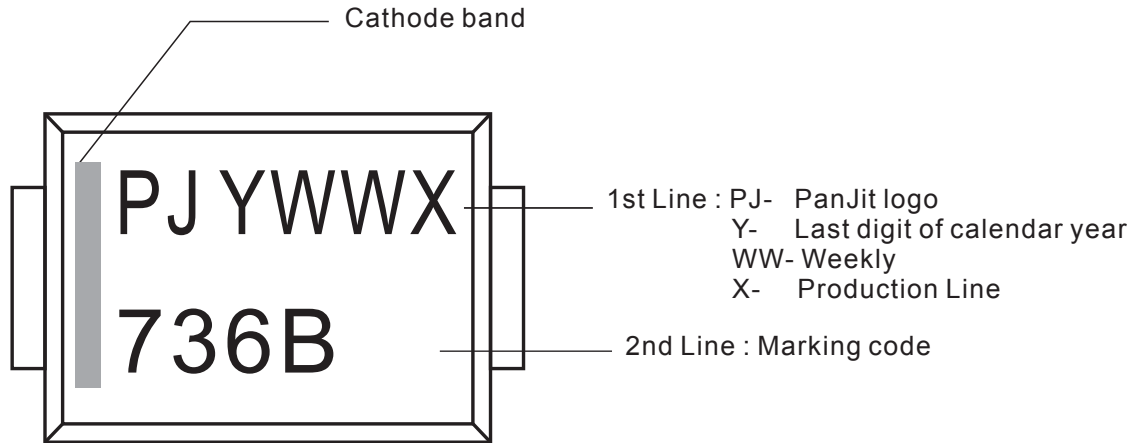 Cathode band
PJ YWWX
1st Line : PJ- PanJit logo
Y- Last digit of calendar year
WW- Weekly
X- Production Line
736B
2nd Line : Marking code